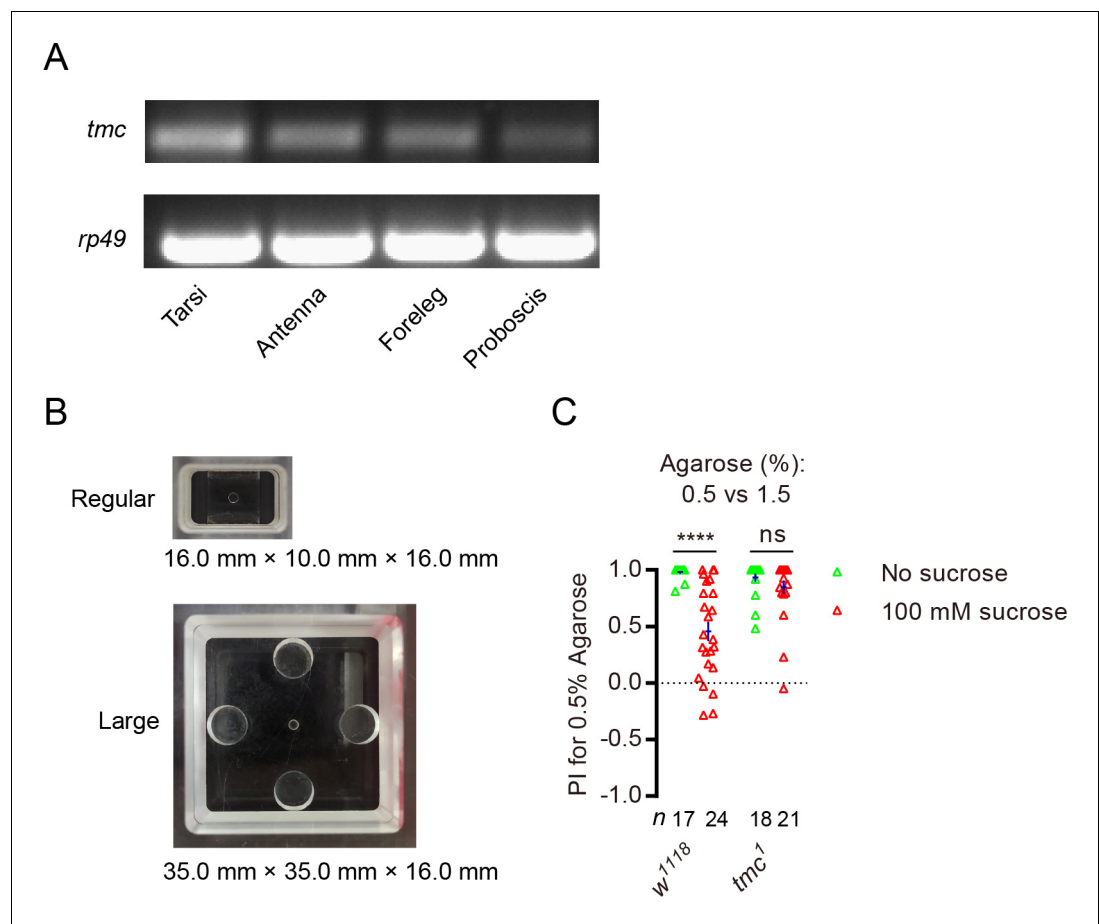 A
tmc
rp49
Tarsi
Antenna
Foreleg
Proboscis
B
Regular
16.0 mm × 10.0 mm × 16.0 mm
Large
35.0 mm × 35.0 mm × 16.0 mm
C
Agarose (%):
0.5 vs 1.5
**** ns
PI for 0.5% Agarose
1.0
0.5
0.0
-0.5
-1.0
No sucrose
100 mM sucrose
n 17 24 18 21
w¹¹¹⁸ tmc¹